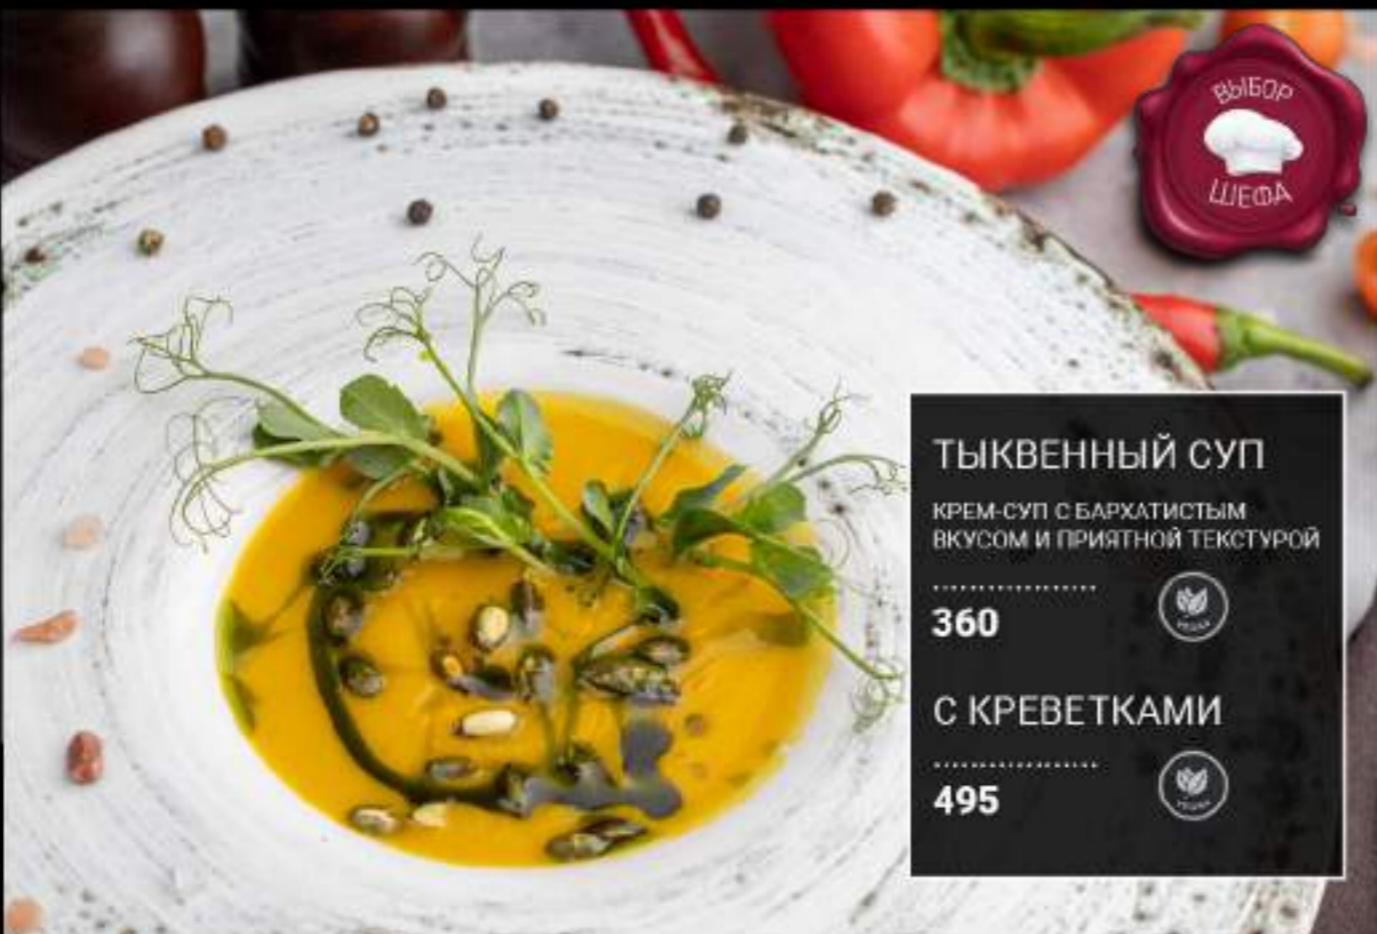 ВЫБОР
ШЕФА
ТЫКВЕННЫЙ СУП
КРЕМ-СУП С БАРХАТИСТЫМ
ВКУСОМ И ПРИЯТНОЙ ТЕКСТУРОЙ
360
С КРЕВЕТКАМИ
495